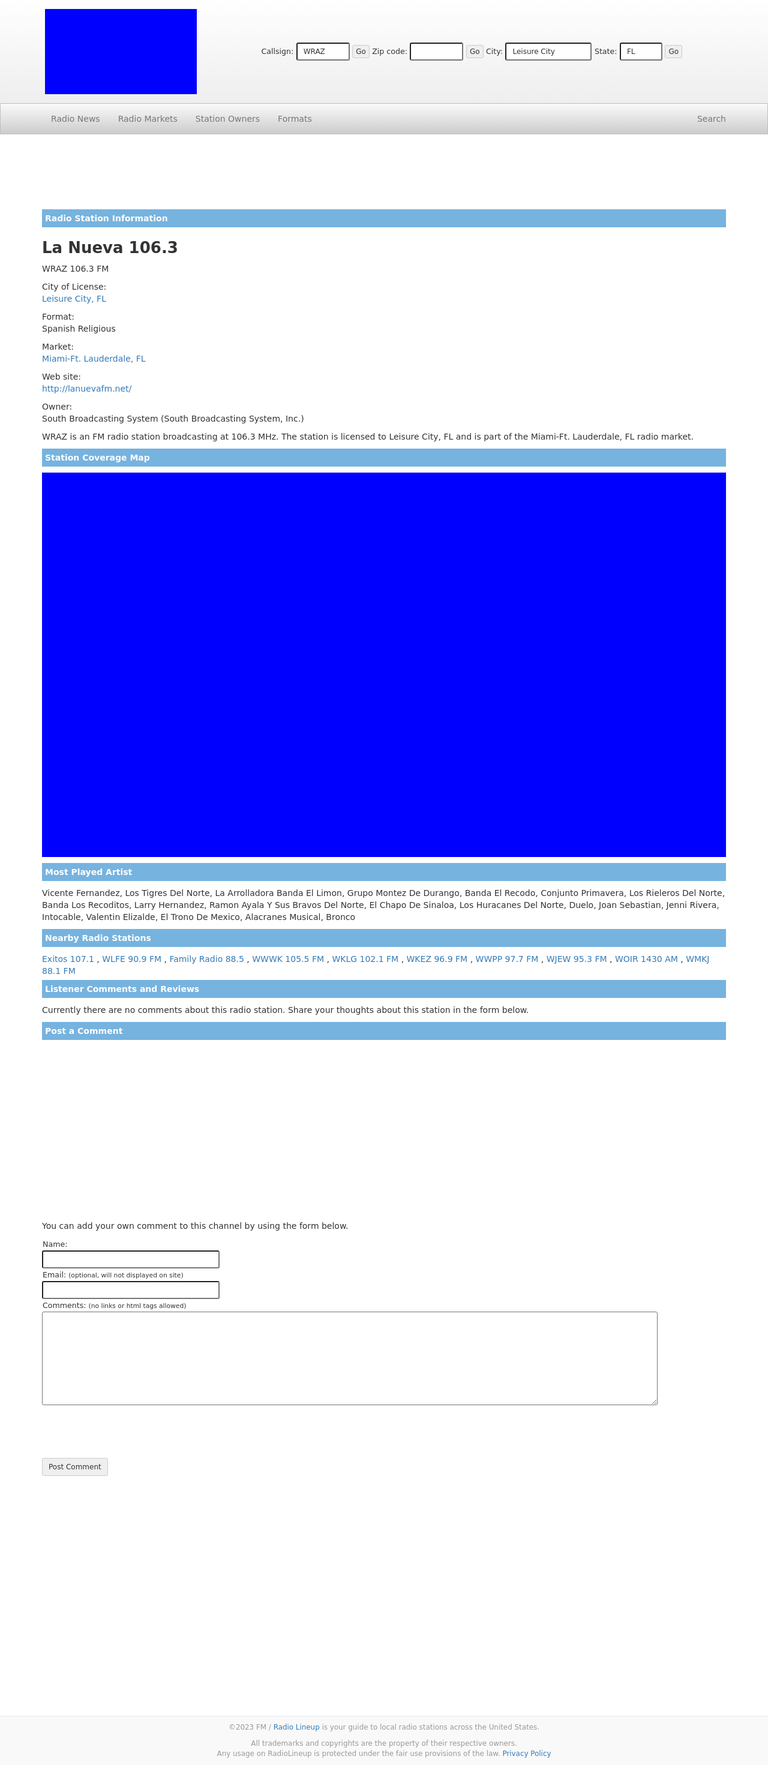 Callsign: WRAZ Go Zip code: Go City: Leisure City State: FL Go
Radio News Radio Markets Station Owners Formats Search
Radio Station Information
La Nueva 106.3
WRAZ 106.3 FM
City of License:
Leisure City, FL
Format:
Spanish Religious
Market:
Miami-Ft. Lauderdale, FL
Web site:
http://lanuevafm.net/
Owner:
South Broadcasting System (South Broadcasting System, Inc.)
WRAZ is an FM radio station broadcasting at 106.3 MHz. The station is licensed to Leisure City, FL and is part of the Miami-Ft. Lauderdale, FL radio market.
Station Coverage Map
Most Played Artist
Vicente Fernandez, Los Tigres Del Norte, La Arrolladora Banda El Limon, Grupo Montez De Durango, Banda El Recodo, Conjunto Primavera, Los Rieleros Del Norte,
Banda Los Recoditos, Larry Hernandez, Ramon Ayala Y Sus Bravos Del Norte, El Chapo De Sinaloa, Los Huracanes Del Norte, Duelo, Joan Sebastian, Jenni Rivera,
Intocable, Valentin Elizalde, El Trono De Mexico, Alacranes Musical, Bronco
Nearby Radio Stations
Exitos 107.1 , WLFE 90.9 FM , Family Radio 88.5 , WWWK 105.5 FM , WKLG 102.1 FM , WKEZ 96.9 FM , WWPP 97.7 FM , WJEW 95.3 FM , WOIR 1430 AM , WMKJ
88.1 FM
Listener Comments and Reviews
Currently there are no comments about this radio station. Share your thoughts about this station in the form below.
Post a Comment
You can add your own comment to this channel by using the form below.
Name:
Email: (optional, will not displayed on site)
Comments: (no links or html tags allowed)
Post Comment
©2023 FM / Radio Lineup is your guide to local radio stations across the United States.
All trademarks and copyrights are the property of their respective owners.
Any usage on RadioLineup is protected under the fair use provisions of the law. Privacy Policy